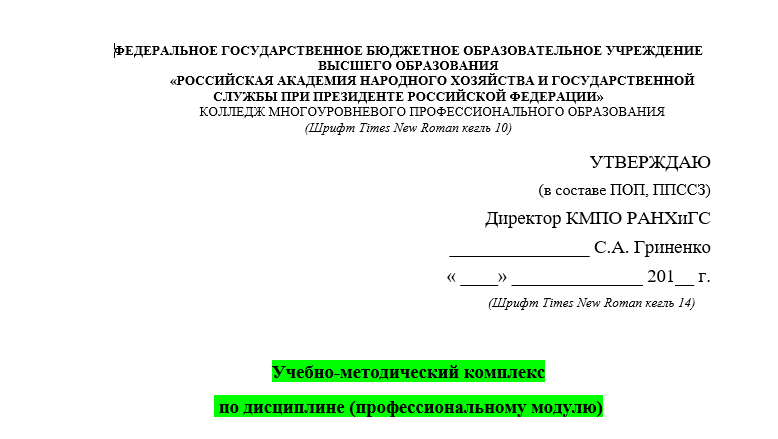 ФЕДЕРАЛЬНОЕ ГОСУДАРСТВЕННОЕ БЮДЖЕТНОЕ ОБРАЗОВАТЕЛЬНОЕ УЧРЕЖДЕНИЕ
ВЫСШЕГО ОБРАЗОВАНИЯ
«РОССИЙСКАЯ АКАДЕМИЯ НАРОДНОГО ХОЗЯЙСТВА И ГОСУДАРСТВЕННОЙ
СЛУЖБЫ ПРИ ПРЕЗИДЕНТЕ РОССИЙСКОЙ ФЕДЕРАЦИИ»
КОЛЛЕДЖ МНОГОУРОВНЕВОГО ПРОФЕССИОНАЛЬНОГО ОБРАЗОВАНИЯ
(Шрифт Times New Roman кегль 10)
УТВЕРЖДАЮ
(в составе ПОП, ППССЗ)
Директор КМПО РАНХиГС
_______________ С.А. Гриненко
« ____» ______________ 201__ г.
(Шрифт Times New Roman кегль 14)
Учебно-методический комплекс
по дисциплине (профессиональному модулю)